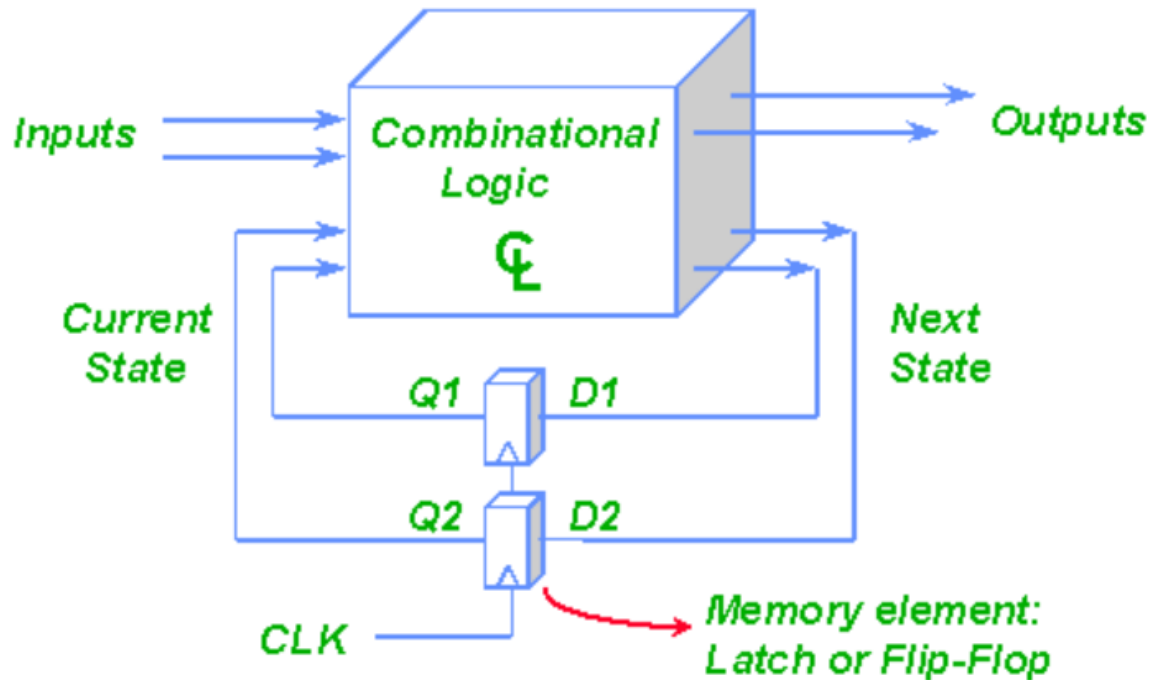 Inputs
Combinational
Logic
CL
Outputs
Current
State
Next
State
Q1
D1
Q2
D2
CLK
Memory element:
Latch or Flip-Flop